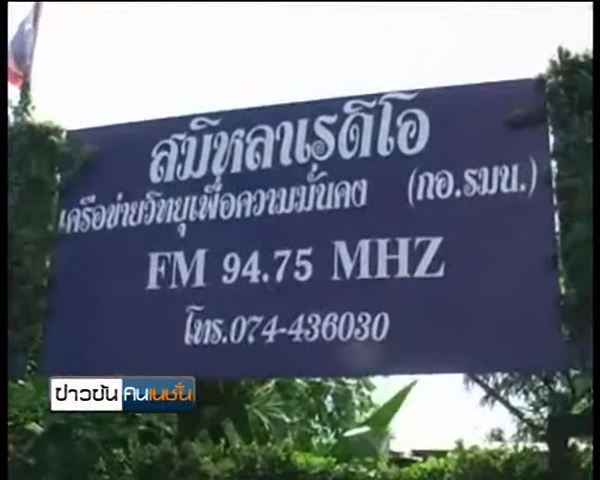 สมิหลาเรดิโอ
เครือข่ายวิทยุเพื่อความมั่นคง (กอ.รมน.)
FM 94.75 MHZ
โทร.074-436030
ข่าวข้น คนเนชั่น